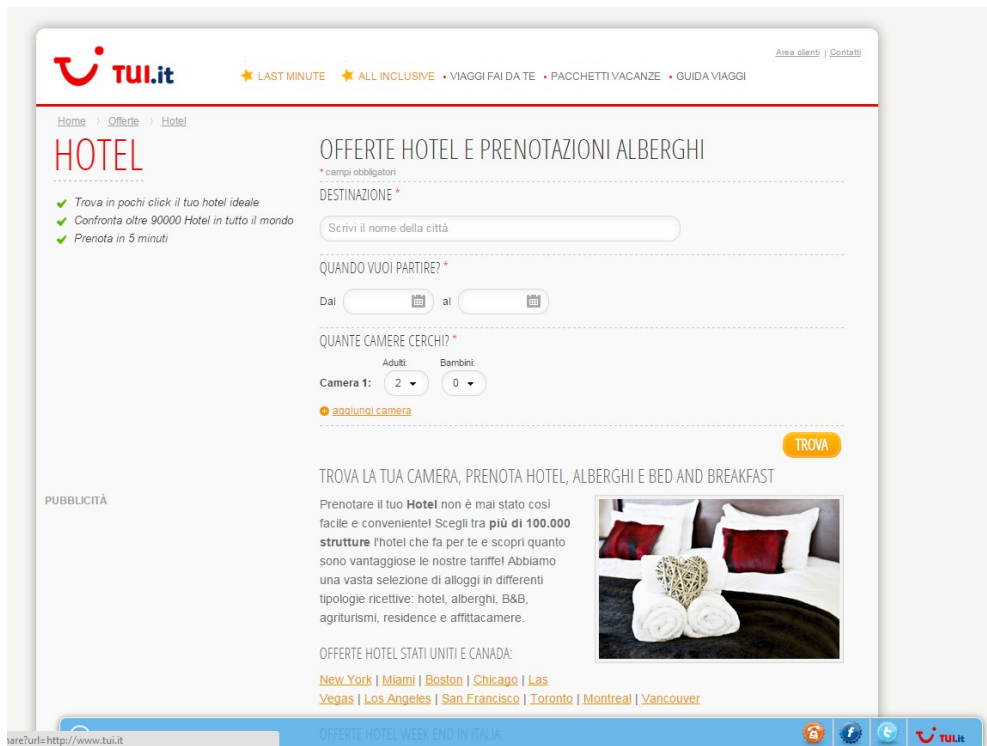 Area clienti | Contatti
TUI.it
LAST MINUTE ALL INCLUSIVE • VIAGGI FAI DA TE • PACCHETTI VACANZE • GUIDA VIAGGI
Home > Offerte > Hotel
HOTEL
Trova in pochi click il tuo hotel ideale
Confronta oltre 90000 Hotel in tutto il mondo
Prenota in 5 minuti
PUBBLICITÀ
OFFERTE HOTEL E PRENOTAZIONI ALBERGHI
* campi obbligatori
DESTINAZIONE *
Scrivi il nome della città
QUANDO VUOI PARTIRE? *
Dal al
QUANTE CAMERE CERCHI? *
Adulti: Bambini:
Camera 1: 2 0
aggiungi camera
TROVA
TROVA LA TUA CAMERA, PRENOTA HOTEL, ALBERGHI E BED AND BREAKFAST
Prenotare il tuo Hotel non è mai stato così
facile e conveniente! Scegli tra più di 100.000
strutture l'hotel che fa per te e scopri quanto
sono vantaggiose le nostre tariffe! Abbiamo
una vasta selezione di alloggi in differenti
tipologie ricettive: hotel, alberghi, B&B,
agriturismi, residence e affittacamere.
OFFERTE HOTEL STATI UNITI E CANADA:
New York | Miami | Boston | Chicago | Las
Vegas | Los Angeles | San Francisco | Toronto | Montreal | Vancouver
OFFERTE HOTEL WEEK END IN ITALIA:
hare?url=http://www.tui.it
TUI.it